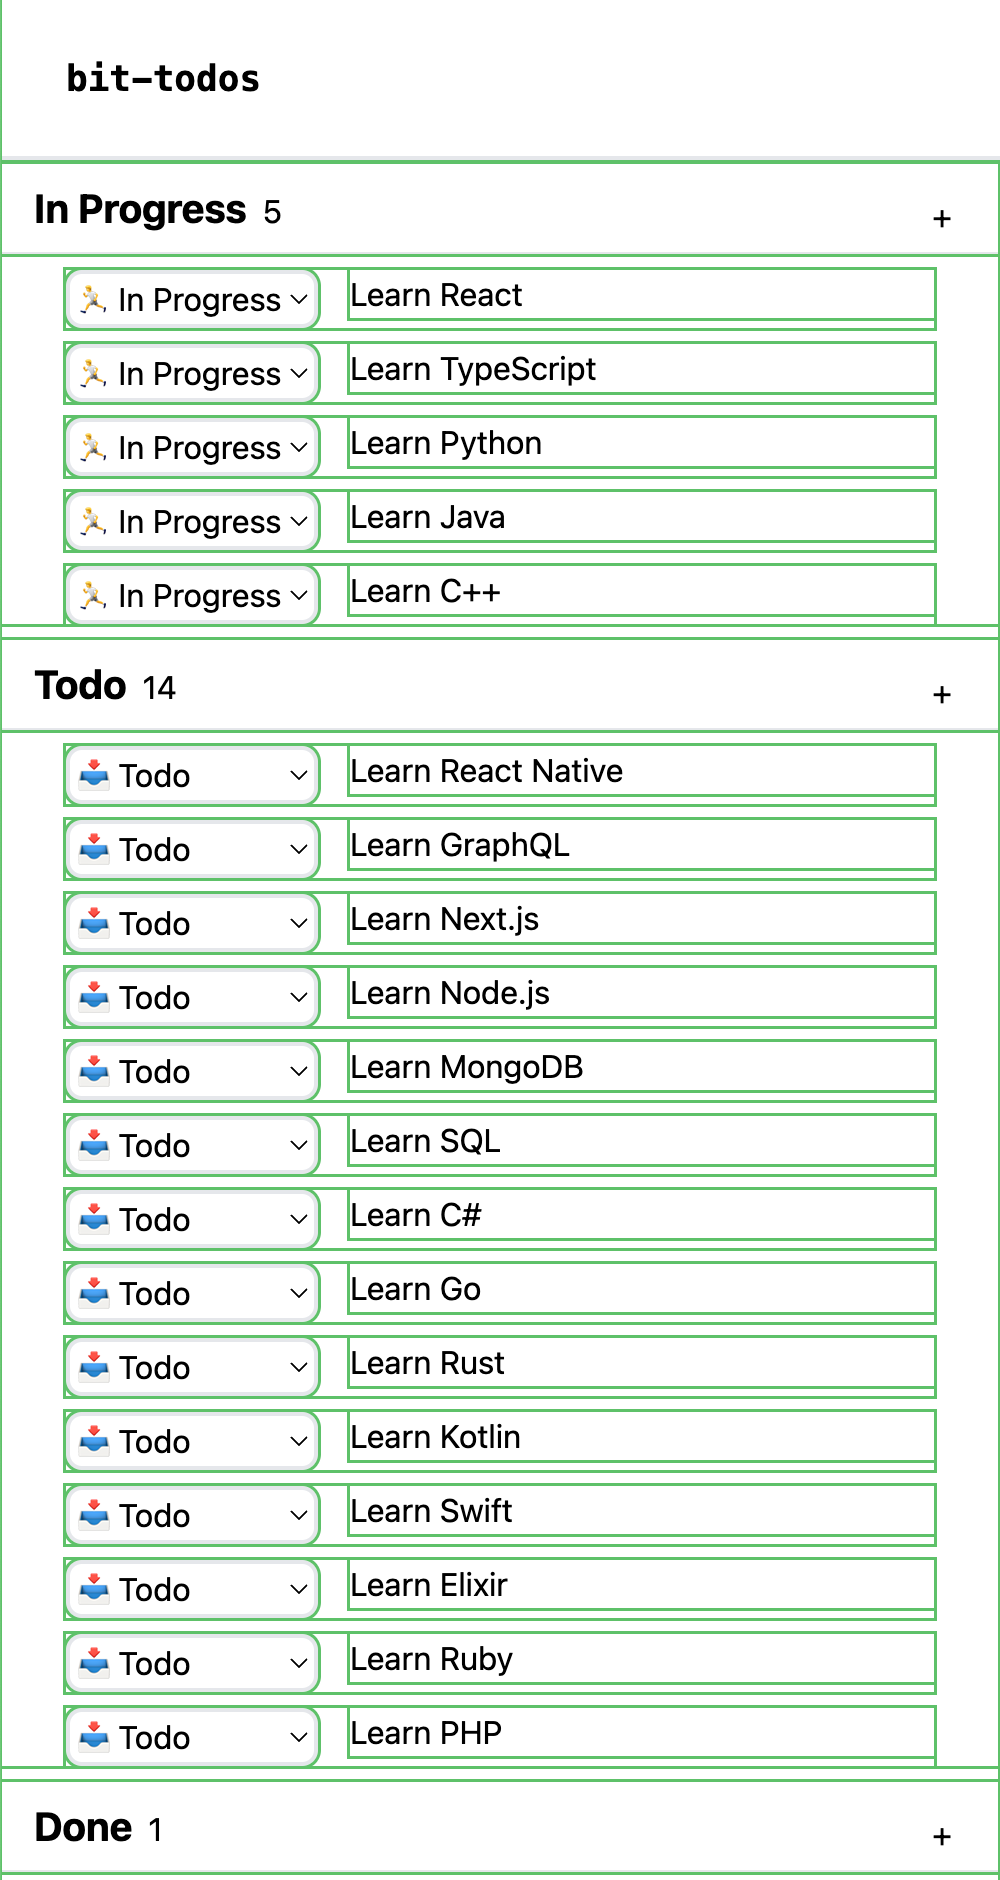 bit-todos
In Progress 5 +
🏃 In Progress Learn React
🏃 In Progress Learn TypeScript
🏃 In Progress Learn Python
🏃 In Progress Learn Java
🏃 In Progress Learn C++
Todo 14 +
📥 Todo Learn React Native
📥 Todo Learn GraphQL
📥 Todo Learn Next.js
📥 Todo Learn Node.js
📥 Todo Learn MongoDB
📥 Todo Learn SQL
📥 Todo Learn C#
📥 Todo Learn Go
📥 Todo Learn Rust
📥 Todo Learn Kotlin
📥 Todo Learn Swift
📥 Todo Learn Elixir
📥 Todo Learn Ruby
📥 Todo Learn PHP
Done 1 +